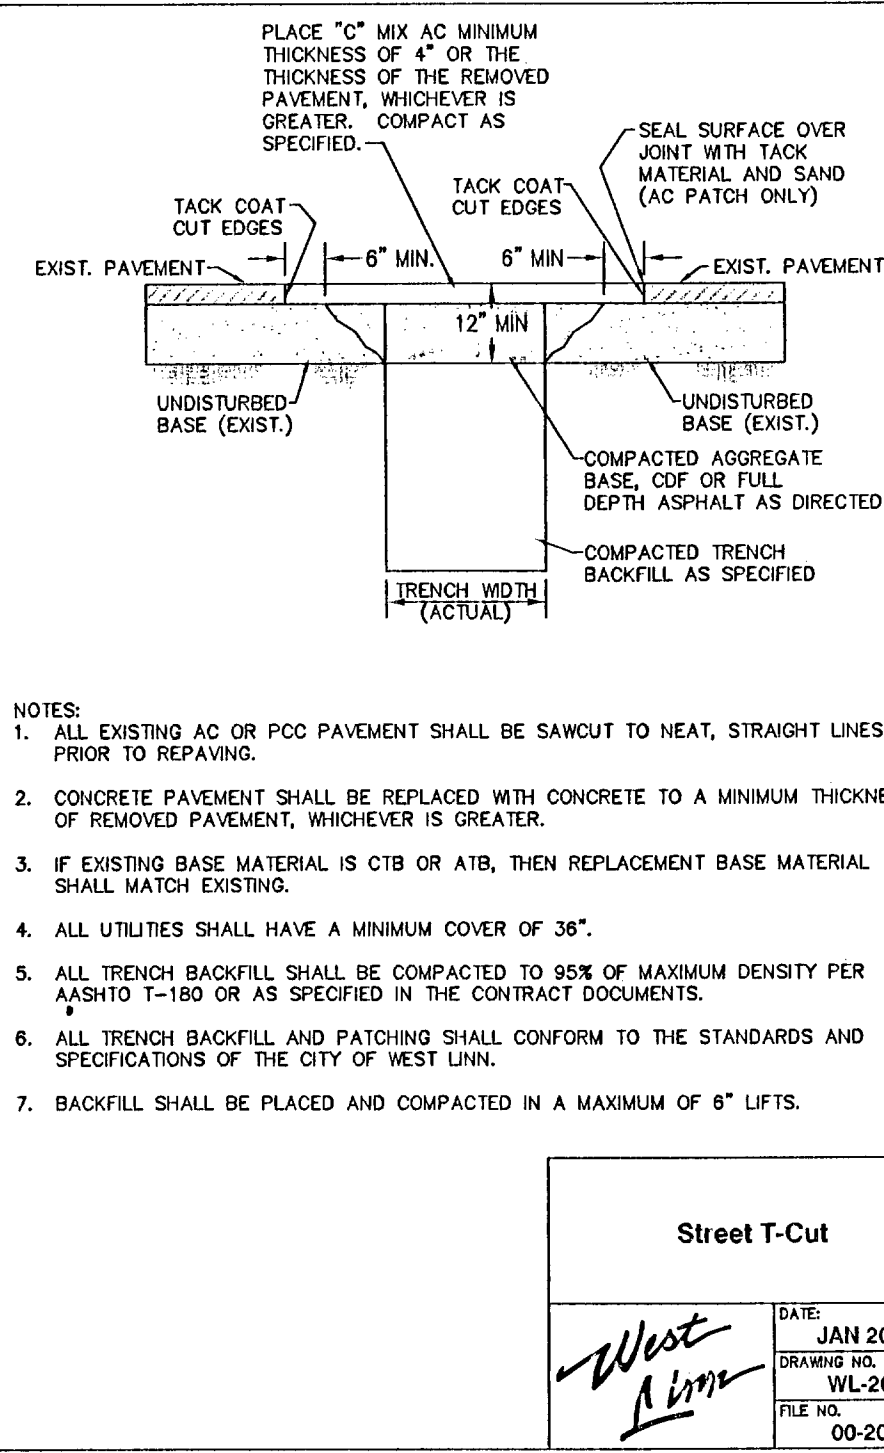 PLACE "C" MIX AC MINIMUM
THICKNESS OF 4" OR THE
THICKNESS OF THE REMOVED
PAVEMENT, WHICHEVER IS
GREATER. COMPACT AS
SPECIFIED.
SEAL SURFACE OVER
JOINT WITH TACK
MATERIAL AND SAND
(AC PATCH ONLY)
TACK COAT
CUT EDGES
TACK COAT
CUT EDGES
EXIST. PAVEMENT
6" MIN.
6" MIN
EXIST. PAVEMENT
12" MIN
UNDISTURBED
BASE (EXIST.)
UNDISTURBED
BASE (EXIST.)
COMPACTED AGGREGATE
BASE, CDF OR FULL
DEPTH ASPHALT AS DIRECTED
COMPACTED TRENCH
BACKFILL AS SPECIFIED
TRENCH WIDTH
(ACTUAL)
NOTES:
1. ALL EXISTING AC OR PCC PAVEMENT SHALL BE SAWCUT TO NEAT, STRAIGHT LINES
PRIOR TO REPAVING.
2. CONCRETE PAVEMENT SHALL BE REPLACED WITH CONCRETE TO A MINIMUM THICKNE
OF REMOVED PAVEMENT, WHICHEVER IS GREATER.
3. IF EXISTING BASE MATERIAL IS CTB OR ATB, THEN REPLACEMENT BASE MATERIAL
SHALL MATCH EXISTING.
4. ALL UTILITIES SHALL HAVE A MINIMUM COVER OF 36".
5. ALL TRENCH BACKFILL SHALL BE COMPACTED TO 95% OF MAXIMUM DENSITY PER
AASHTO T-180 OR AS SPECIFIED IN THE CONTRACT DOCUMENTS.
6. ALL TRENCH BACKFILL AND PATCHING SHALL CONFORM TO THE STANDARDS AND
SPECIFICATIONS OF THE CITY OF WEST LINN.
7. BACKFILL SHALL BE PLACED AND COMPACTED IN A MAXIMUM OF 6" LIFTS.
Street T-Cut
West
Linn
DATE:
JAN 20
DRAWING NO.
WL-20
FILE NO.
00-20